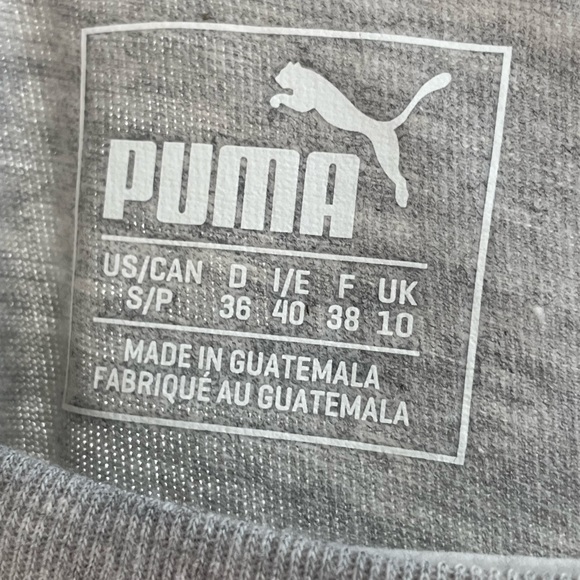 PUMA
US/CAN D I/E F UK
S/P 36 40 38 10
MADE IN GUATEMALA
FABRIQUÉ AU GUATEMALA